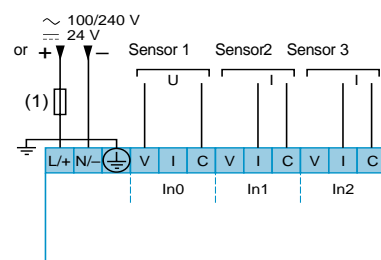 ~ 100/240 V
⎓ 24 V
or + –
Sensor 1 Sensor2 Sensor 3
U I I
(1)
L/+ N/– V I C V I C V I C
In0 In1 In2